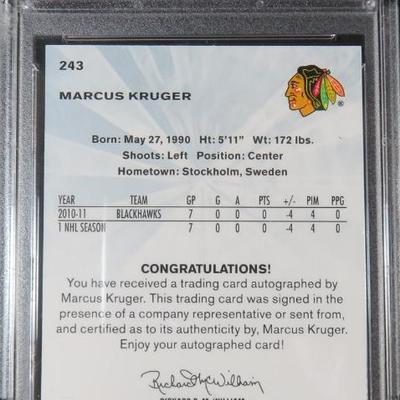 243
MARCUS KRUGER
®
Born: May 27, 1990 Ht: 5'11" Wt: 172 lbs.
Shoots: Left Position: Center
Hometown: Stockholm, Sweden
YEAR TEAM GP G A PTS +/- PIM PPG
2010-11 BLACKHAWKS 7 0 0 0 -4 4 0
1 NHL SEASON 7 0 0 0 -4 4 0
CONGRATULATIONS!
You have received a trading card autographed by
Marcus Kruger. This trading card was signed in the
presence of a company representative or sent from,
and certified as to its authenticity by, Marcus Kruger.
Enjoy your autographed card!
Richard McWilliam